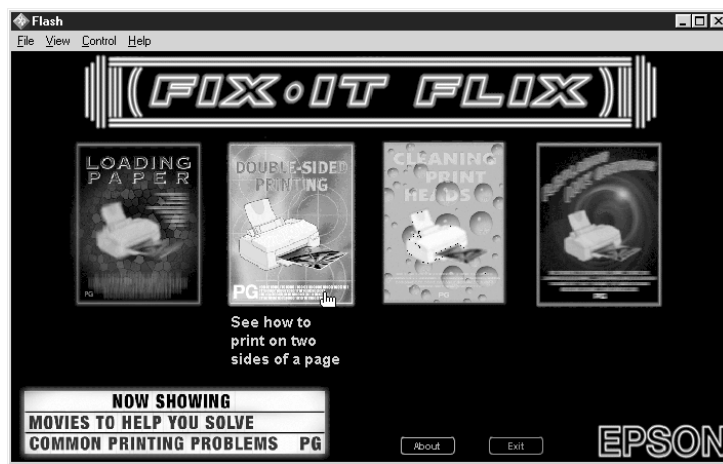 Flash
File View Control Help
FIX•IT FLIX
LOADING
PAPER
PG
DOUBLE-SIDED
PRINTING
PG
CLEANING
PRINT
HEADS
PG
See how to
print on two
sides of a page
NOW SHOWING
MOVIES TO HELP YOU SOLVE
COMMON PRINTING PROBLEMS PG
About Exit
EPSON